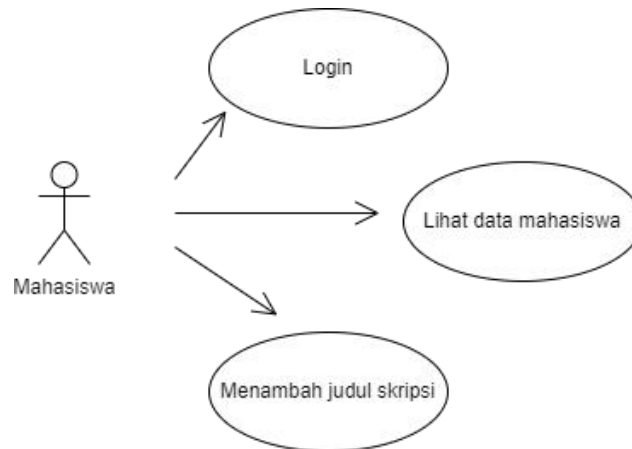 Login
Lihat data mahasiswa
Mahasiswa
Menambah judul skripsi